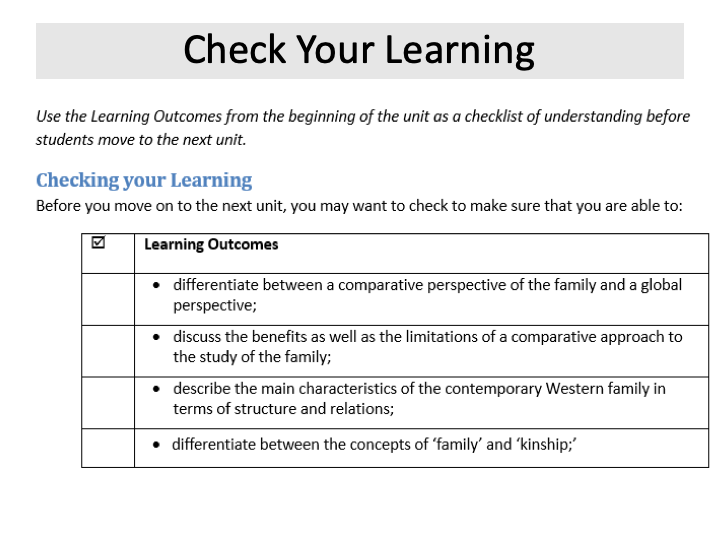 Check Your Learning
Use the Learning Outcomes from the beginning of the unit as a checklist of understanding before
students move to the next unit.
Checking your Learning
Before you move on to the next unit, you may want to check to make sure that you are able to:
☑ Learning Outcomes
• differentiate between a comparative perspective of the family and a global
perspective;
• discuss the benefits as well as the limitations of a comparative approach to
the study of the family;
• describe the main characteristics of the contemporary Western family in
terms of structure and relations;
• differentiate between the concepts of ‘family’ and ‘kinship;’